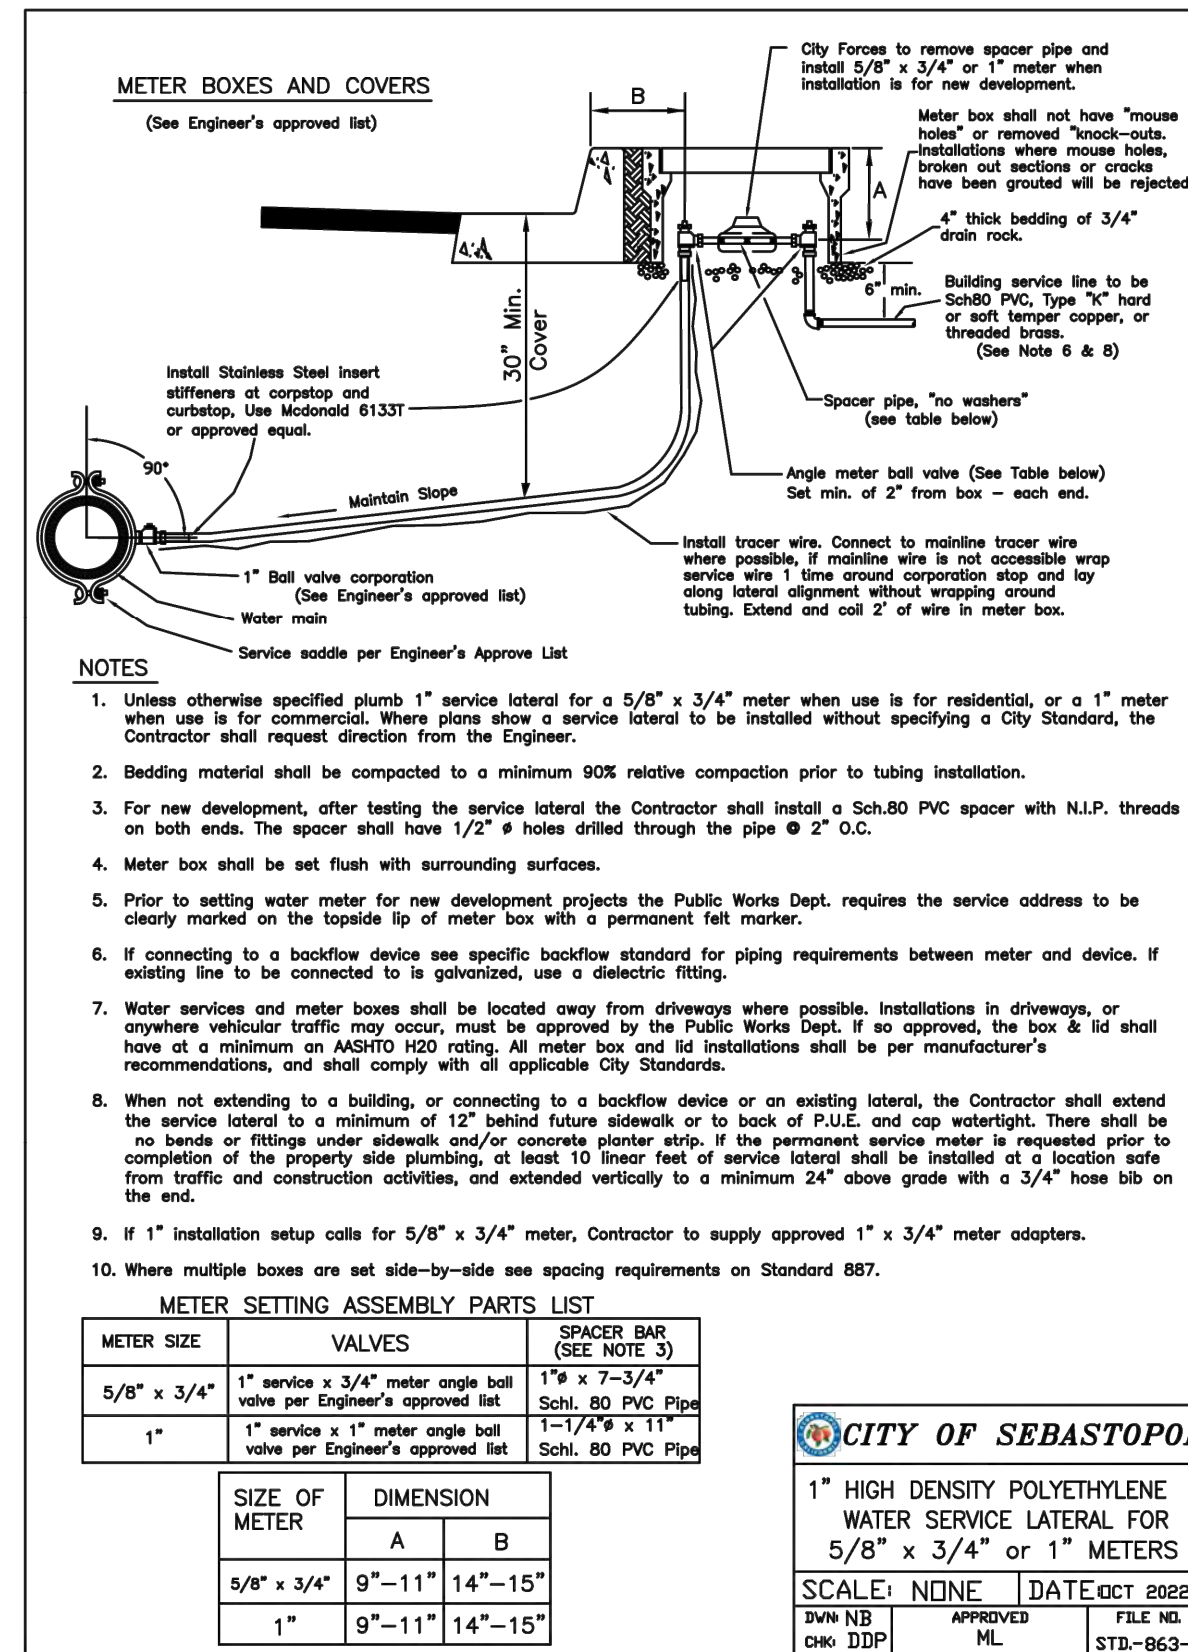 METER BOXES AND COVERS
(See Engineer's approved list)
B
City Forces to remove spacer pipe and
install 5/8" x 3/4" or 1" meter when
installation is for new development.
Meter box shall not have "mouse
holes" or removed "knock-outs.
Installations where mouse holes,
broken out sections or cracks
have been grouted will be rejected
A
4" thick bedding of 3/4"
drain rock.
6" min.
Building service line to be
Sch80 PVC, Type "K" hard
or soft temper copper, or
threaded brass.
(See Note 6 & 8)
30" Min.
Cover
Install Stainless Steel insert
stiffeners at corpstop and
curbstop, Use Mcdonald 6133T
or approved equal.
Spacer pipe, "no washers"
(see table below)
90°
Maintain Slope
Angle meter ball valve (See Table below)
Set min. of 2" from box – each end.
Install tracer wire. Connect to mainline tracer wire
where possible, if mainline wire is not accessible wrap
service wire 1 time around corporation stop and lay
along lateral alignment without wrapping around
tubing. Extend and coil 2' of wire in meter box.
1" Ball valve corporation
(See Engineer's approved list)
Water main
Service saddle per Engineer's Approve List
NOTES
1. Unless otherwise specified plumb 1" service lateral for a 5/8" x 3/4" meter when use is for residential, or a 1" meter
when use is for commercial. Where plans show a service lateral to be installed without specifying a City Standard, the
Contractor shall request direction from the Engineer.
2. Bedding material shall be compacted to a minimum 90% relative compaction prior to tubing installation.
3. For new development, after testing the service lateral the Contractor shall install a Sch.80 PVC spacer with N.I.P. threads
on both ends. The spacer shall have 1/2" ø holes drilled through the pipe @ 2" O.C.
4. Meter box shall be set flush with surrounding surfaces.
5. Prior to setting water meter for new development projects the Public Works Dept. requires the service address to be
clearly marked on the topside lip of meter box with a permanent felt marker.
6. If connecting to a backflow device see specific backflow standard for piping requirements between meter and device. If
existing line to be connected to is galvanized, use a dielectric fitting.
7. Water services and meter boxes shall be located away from driveways where possible. Installations in driveways, or
anywhere vehicular traffic may occur, must be approved by the Public Works Dept. If so approved, the box & lid shall
have at a minimum an AASHTO H20 rating. All meter box and lid installations shall be per manufacturer's
recommendations, and shall comply with all applicable City Standards.
8. When not extending to a building, or connecting to a backflow device or an existing lateral, the Contractor shall extend
the service lateral to a minimum of 12" behind future sidewalk or to back of P.U.E. and cap watertight. There shall be
no bends or fittings under sidewalk and/or concrete planter strip. If the permanent service meter is requested prior to
completion of the property side plumbing, at least 10 linear feet of service lateral shall be installed at a location safe
from traffic and construction activities, and extended vertically to a minimum 24" above grade with a 3/4" hose bib on
the end.
9. If 1" installation setup calls for 5/8" x 3/4" meter, Contractor to supply approved 1" x 3/4" meter adapters.
10. Where multiple boxes are set side–by–side see spacing requirements on Standard 887.
METER SETTING ASSEMBLY PARTS LIST
METER SIZE VALVES SPACER BAR
(SEE NOTE 3)
5/8" x 3/4" 1" service x 3/4" meter angle ball
valve per Engineer's approved list
1"ø x 7–3/4"
Schl. 80 PVC Pipe
1" 1" service x 1" meter angle ball
valve per Engineer's approved list
1–1/4"ø x 11"
Schl. 80 PVC Pipe
SIZE OF
METER
DIMENSION
A B
5/8" x 3/4" 9"–11" 14"–15"
1" 9"–11" 14"–15"
CITY OF SEBASTOPOL
1" HIGH DENSITY POLYETHYLENE
WATER SERVICE LATERAL FOR
5/8" x 3/4" or 1" METERS
SCALE: NONE DATE:OCT 2022
DWN: NB
CHK: DDP
APPROVED
ML
FILE NO.
STD.-863-